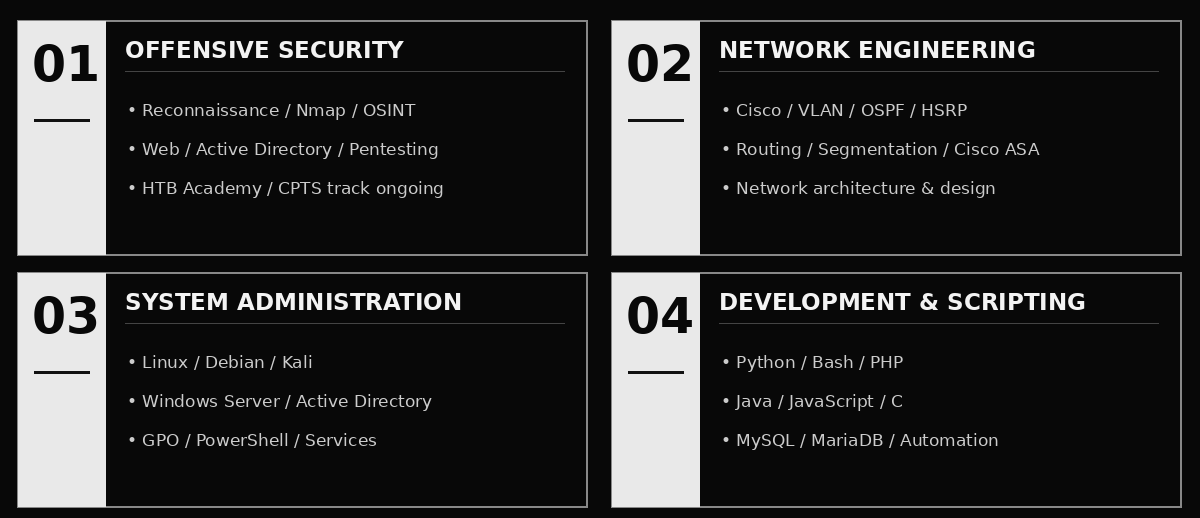 01
OFFENSIVE SECURITY
• Reconnaissance / Nmap / OSINT
• Web / Active Directory / Pentesting
• HTB Academy / CPTS track ongoing
02
NETWORK ENGINEERING
• Cisco / VLAN / OSPF / HSRP
• Routing / Segmentation / Cisco ASA
• Network architecture & design
03
SYSTEM ADMINISTRATION
• Linux / Debian / Kali
• Windows Server / Active Directory
• GPO / PowerShell / Services
04
DEVELOPMENT & SCRIPTING
• Python / Bash / PHP
• Java / JavaScript / C
• MySQL / MariaDB / Automation